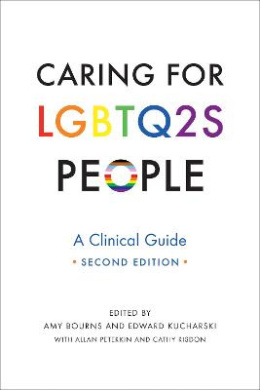 CARING FOR
LGBTQ2S
PEOPLE
A Clinical Guide
• SECOND EDITION •
EDITED BY
AMY BOURNS AND EDWARD KUCHARSKI
WITH ALLAN PETERKIN AND CATHY RISDON